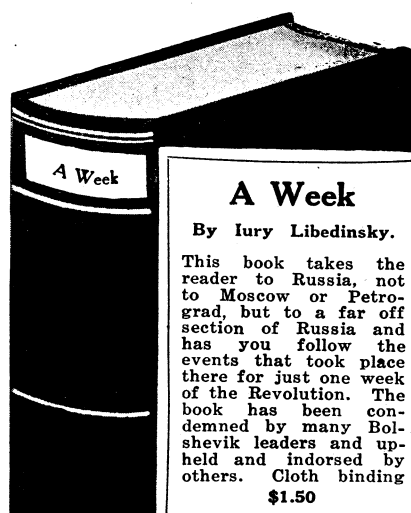 A Week
A Week
By Iury Libedinsky.
This book takes the
reader to Russia, not
to Moscow or Petro-
grad, but to a far off
section of Russia and
has you follow the
events that took place
there for just one week
of the Revolution. The
book has been con-
demned by many Bol-
shevik leaders and up-
held and indorsed by
others. Cloth binding
$1.50